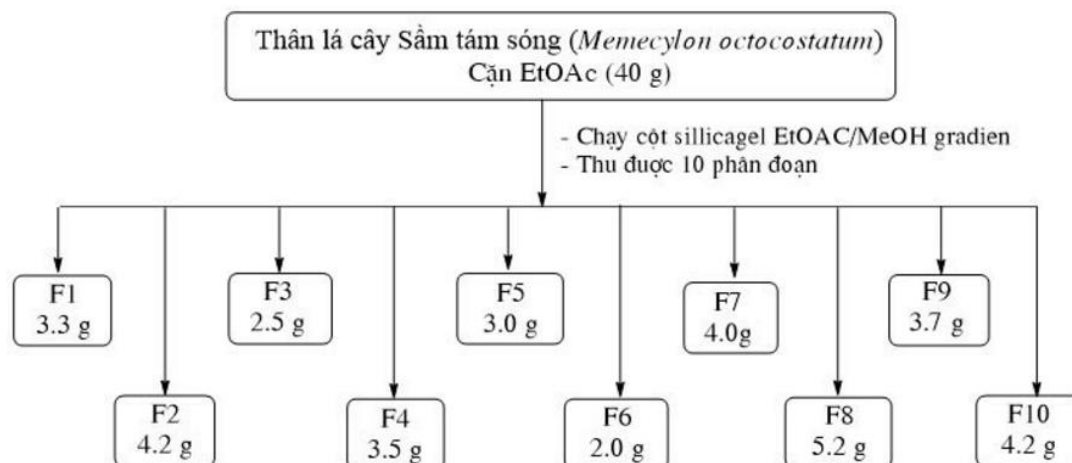 Thân lá cây Sầm tám sóng (Memecylon octocostatum)
Cặn EtOAc (40 g)
- Chạy cột sillicagel EtOAC/MeOH gradien
- Thu đuợc 10 phân đoạn
F1
3.3 g
F2
4.2 g
F3
2.5 g
F4
3.5 g
F5
3.0 g
F6
2.0 g
F7
4.0g
F8
5.2 g
F9
3.7 g
F10
4.2 g